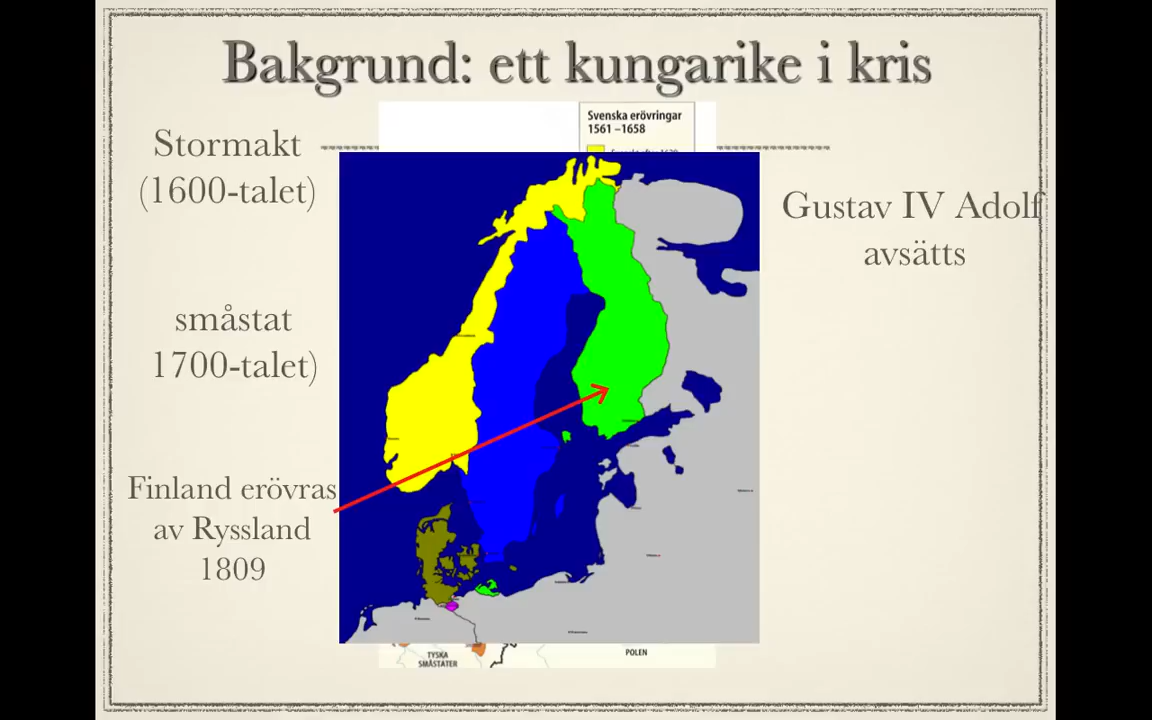 Bakgrund: ett kungarike i kris
Stormakt
(1600-talet)
småstat
1700-talet)
Finland erövras
av Ryssland
1809
Svenska erövringar
1561 –1658
Gustav IV Adolf
avsätts
TYSKA
SMÅSTATER
POLEN